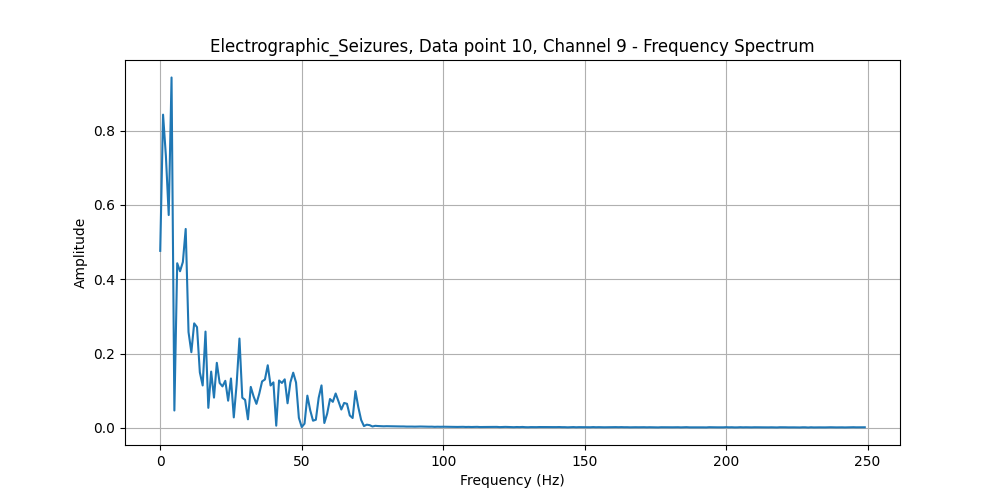 Electrographic_Seizures, Data point 10, Channel 9 - Frequency Spectrum
Amplitude
0.8
0.6
0.4
0.2
0.0
0 50 100 150 200 250
Frequency (Hz)